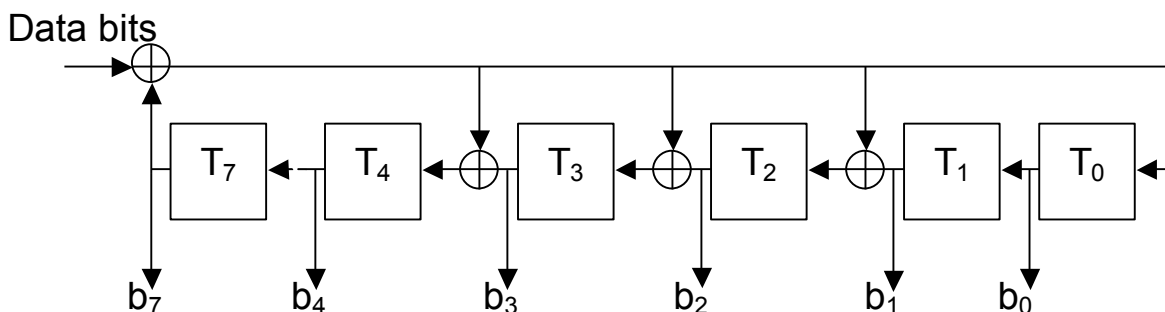 Data bits
T₇ T₄ T₃ T₂ T₁ T₀
b₇ b₄ b₃ b₂ b₁ b₀